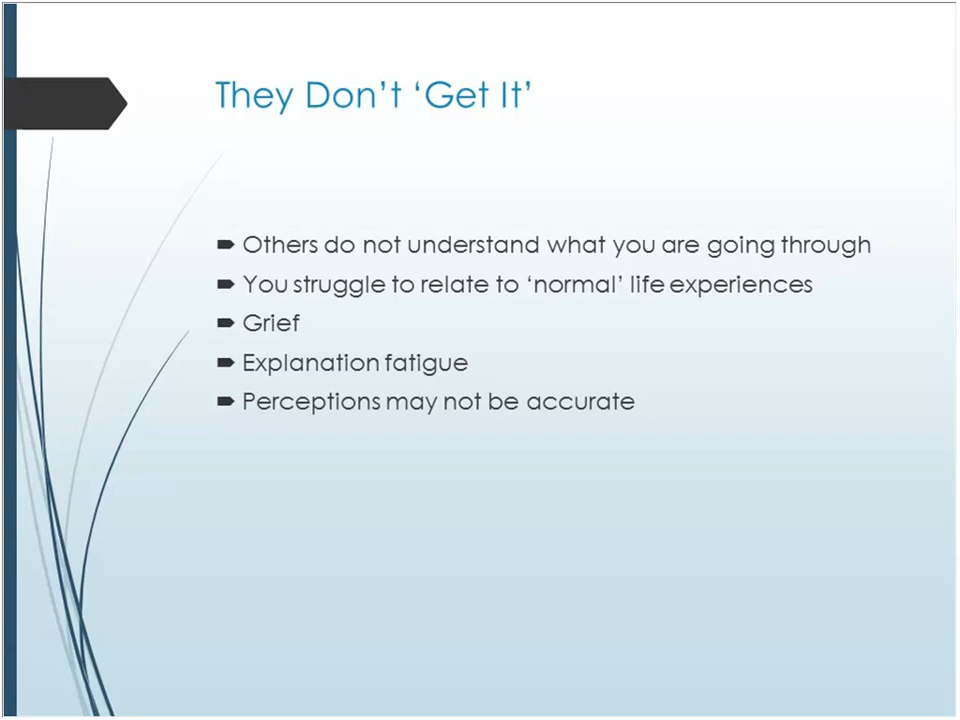 They Don’t ‘Get It’
Others do not understand what you are going through
You struggle to relate to ‘normal’ life experiences
Grief
Explanation fatigue
Perceptions may not be accurate